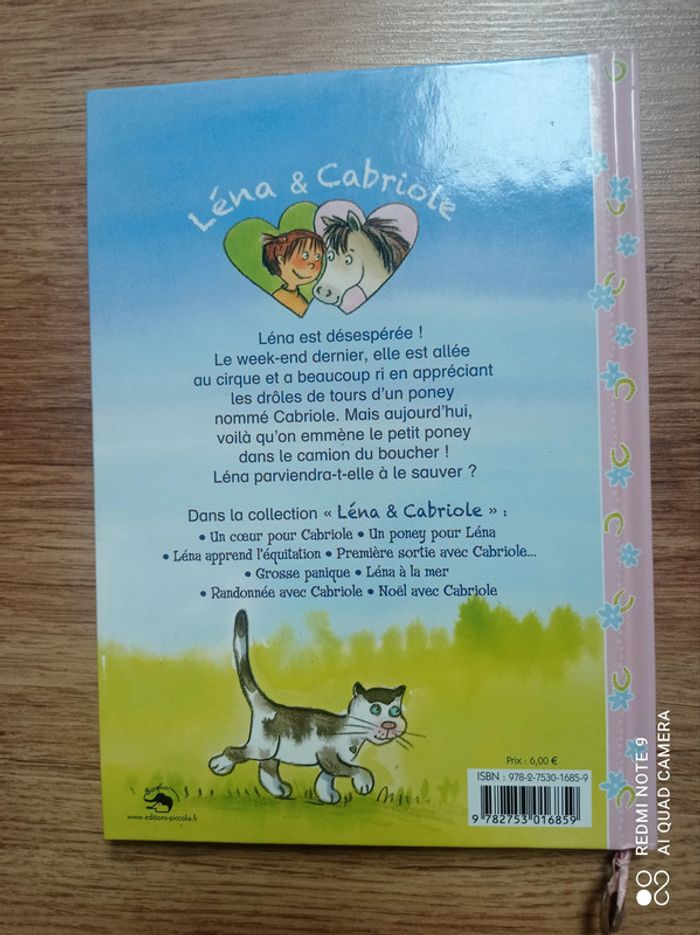 Léna & Cabriole
Léna est désespérée !
Le week-end dernier, elle est allée
au cirque et a beaucoup ri en appréciant
les drôles de tours d'un poney
nommé Cabriole. Mais aujourd'hui,
voilà qu'on emmène le petit poney
dans le camion du boucher !
Léna parviendra-t-elle à le sauver ?
Dans la collection « Léna & Cabriole » :
• Un cœur pour Cabriole • Un poney pour Léna
• Léna apprend l'équitation • Première sortie avec Cabriole...
• Grosse panique • Léna à la mer
• Randonnée avec Cabriole • Noël avec Cabriole
Prix : 6,00 €
ISBN : 978-2-7530-1685-9
9 782753 016859
www.editions-piccolia.fr
REDMI NOTE 9
AI QUAD CAMERA